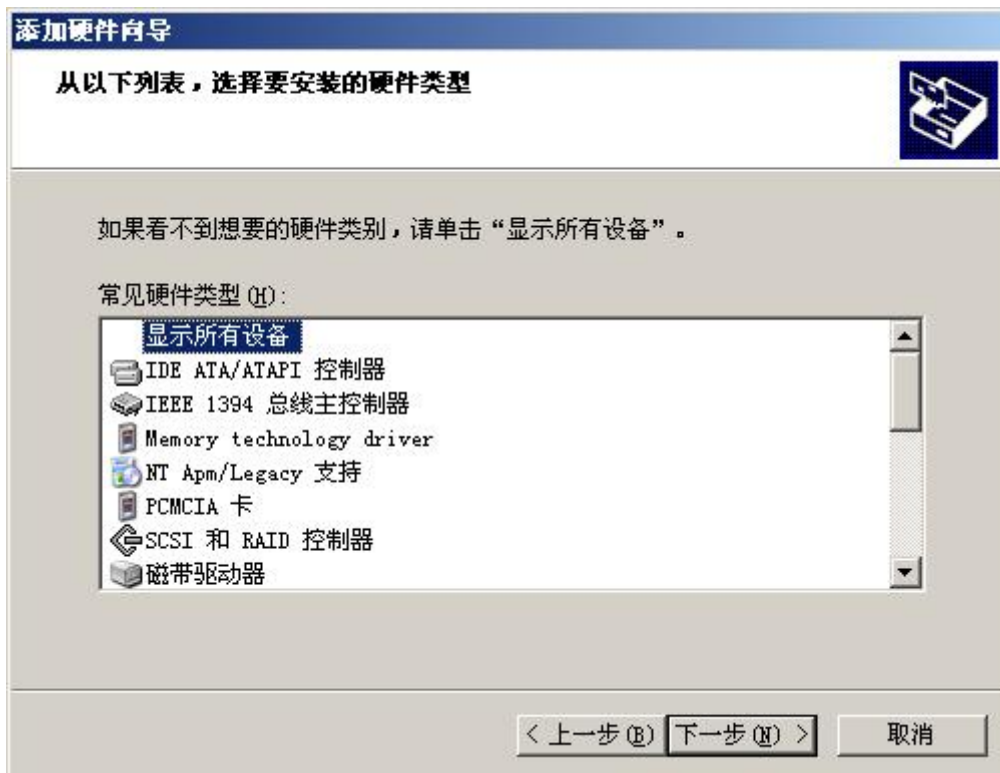 添加硬件向导
从以下列表，选择要安装的硬件类型
如果看不到想要的硬件类别，请单击“显示所有设备”。
常见硬件类型(H):
显示所有设备
IDE ATA/ATAPI 控制器
IEEE 1394 总线主控制器
Memory technology driver
NT Apm/Legacy 支持
PCMCIA 卡
SCSI 和 RAID 控制器
磁带驱动器
< 上一步(B) 下一步(N) > 取消